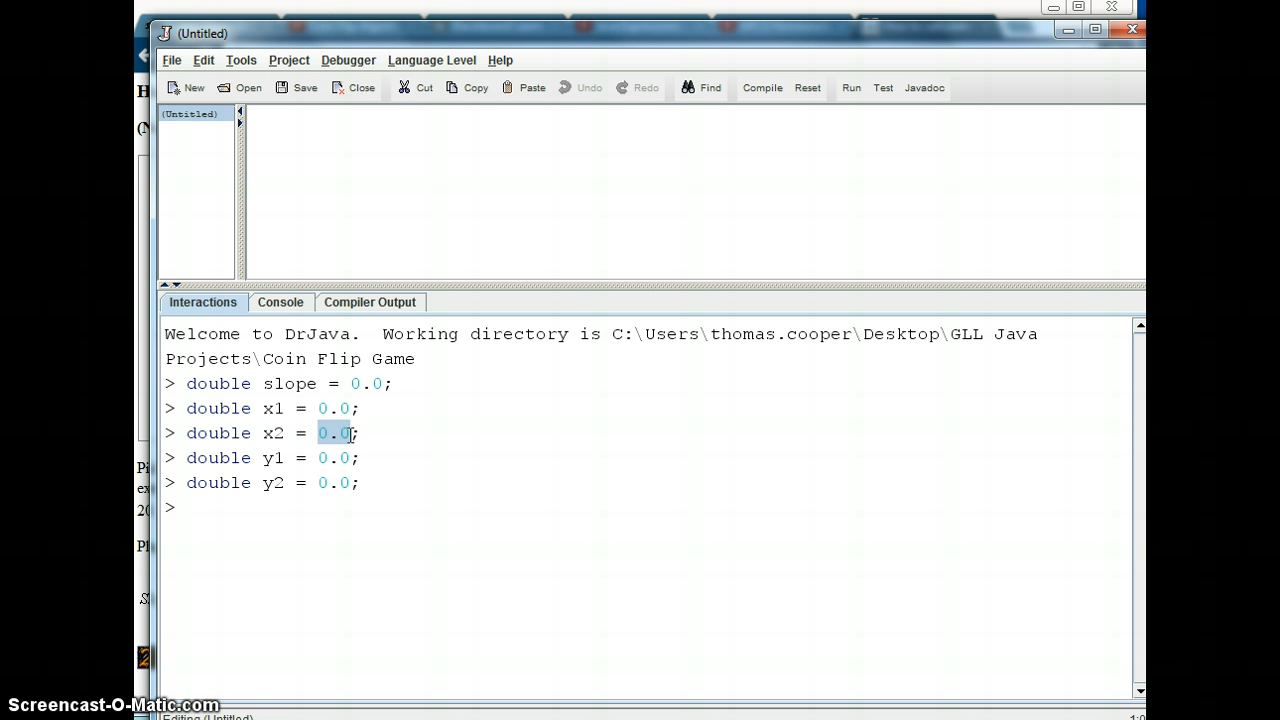 (Untitled)
File Edit Tools Project Debugger Language Level Help
New Open Save Close Cut Copy Paste Undo Redo Find Compile Reset Run Test Javadoc
(Untitled)
Interactions Console Compiler Output
Welcome to DrJava.  Working directory is C:\Users\thomas.cooper\Desktop\GLL Java
Projects\Coin Flip Game
> double slope = 0.0;
> double x1 = 0.0;
> double x2 = 0.0;
> double y1 = 0.0;
> double y2 = 0.0;
>
Screencast-O-Matic.com
Editing (Untitled)